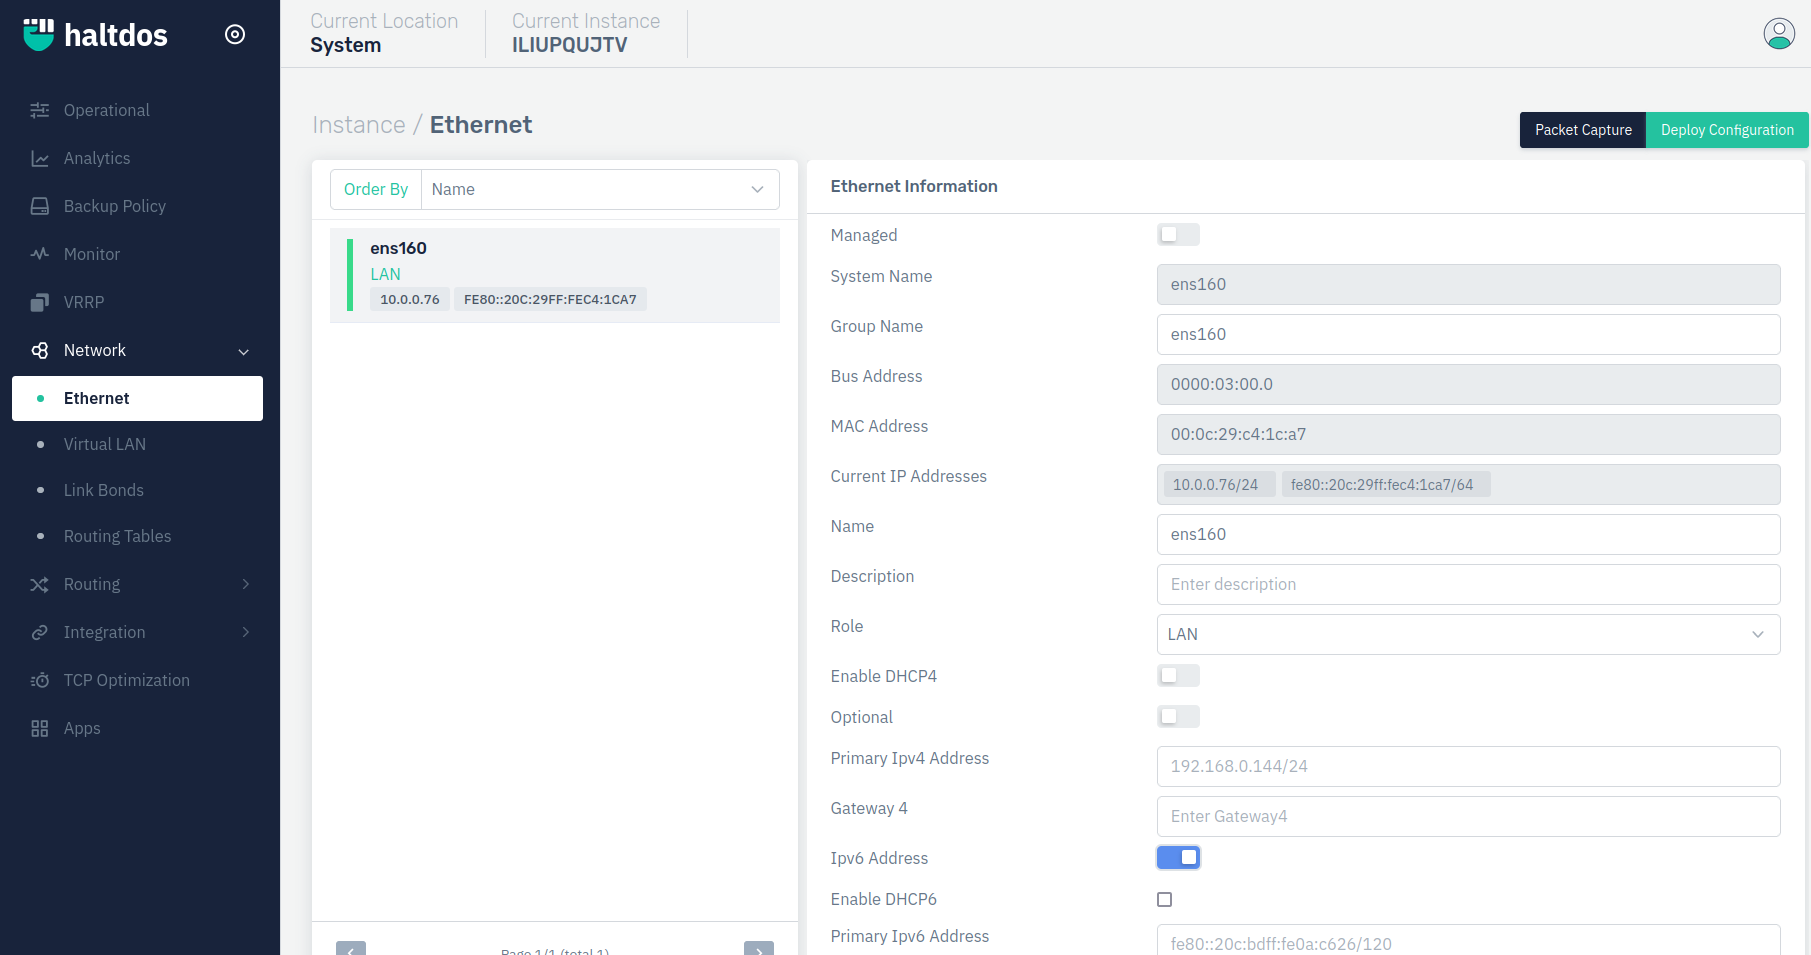 haltdos
Current Location
System
Current Instance
ILIUPQUJTV
Operational
Analytics
Backup Policy
Monitor
VRRP
Network
Ethernet
Virtual LAN
Link Bonds
Routing Tables
Routing
Integration
TCP Optimization
Apps
Instance / Ethernet
Packet Capture
Deploy Configuration
Order By Name
ens160
LAN
10.0.0.76 FE80::20C:29FF:FEC4:1CA7
Page 1/1 (total 1)
Ethernet Information
Managed
System Name ens160
Group Name ens160
Bus Address 0000:03:00.0
MAC Address 00:0c:29:c4:1c:a7
Current IP Addresses 10.0.0.76/24 fe80::20c:29ff:fec4:1ca7/64
Name ens160
Description Enter description
Role LAN
Enable DHCP4
Optional
Primary Ipv4 Address 192.168.0.144/24
Gateway 4 Enter Gateway4
Ipv6 Address
Enable DHCP6
Primary Ipv6 Address fe80::20c:bdff:fe0a:c626/120